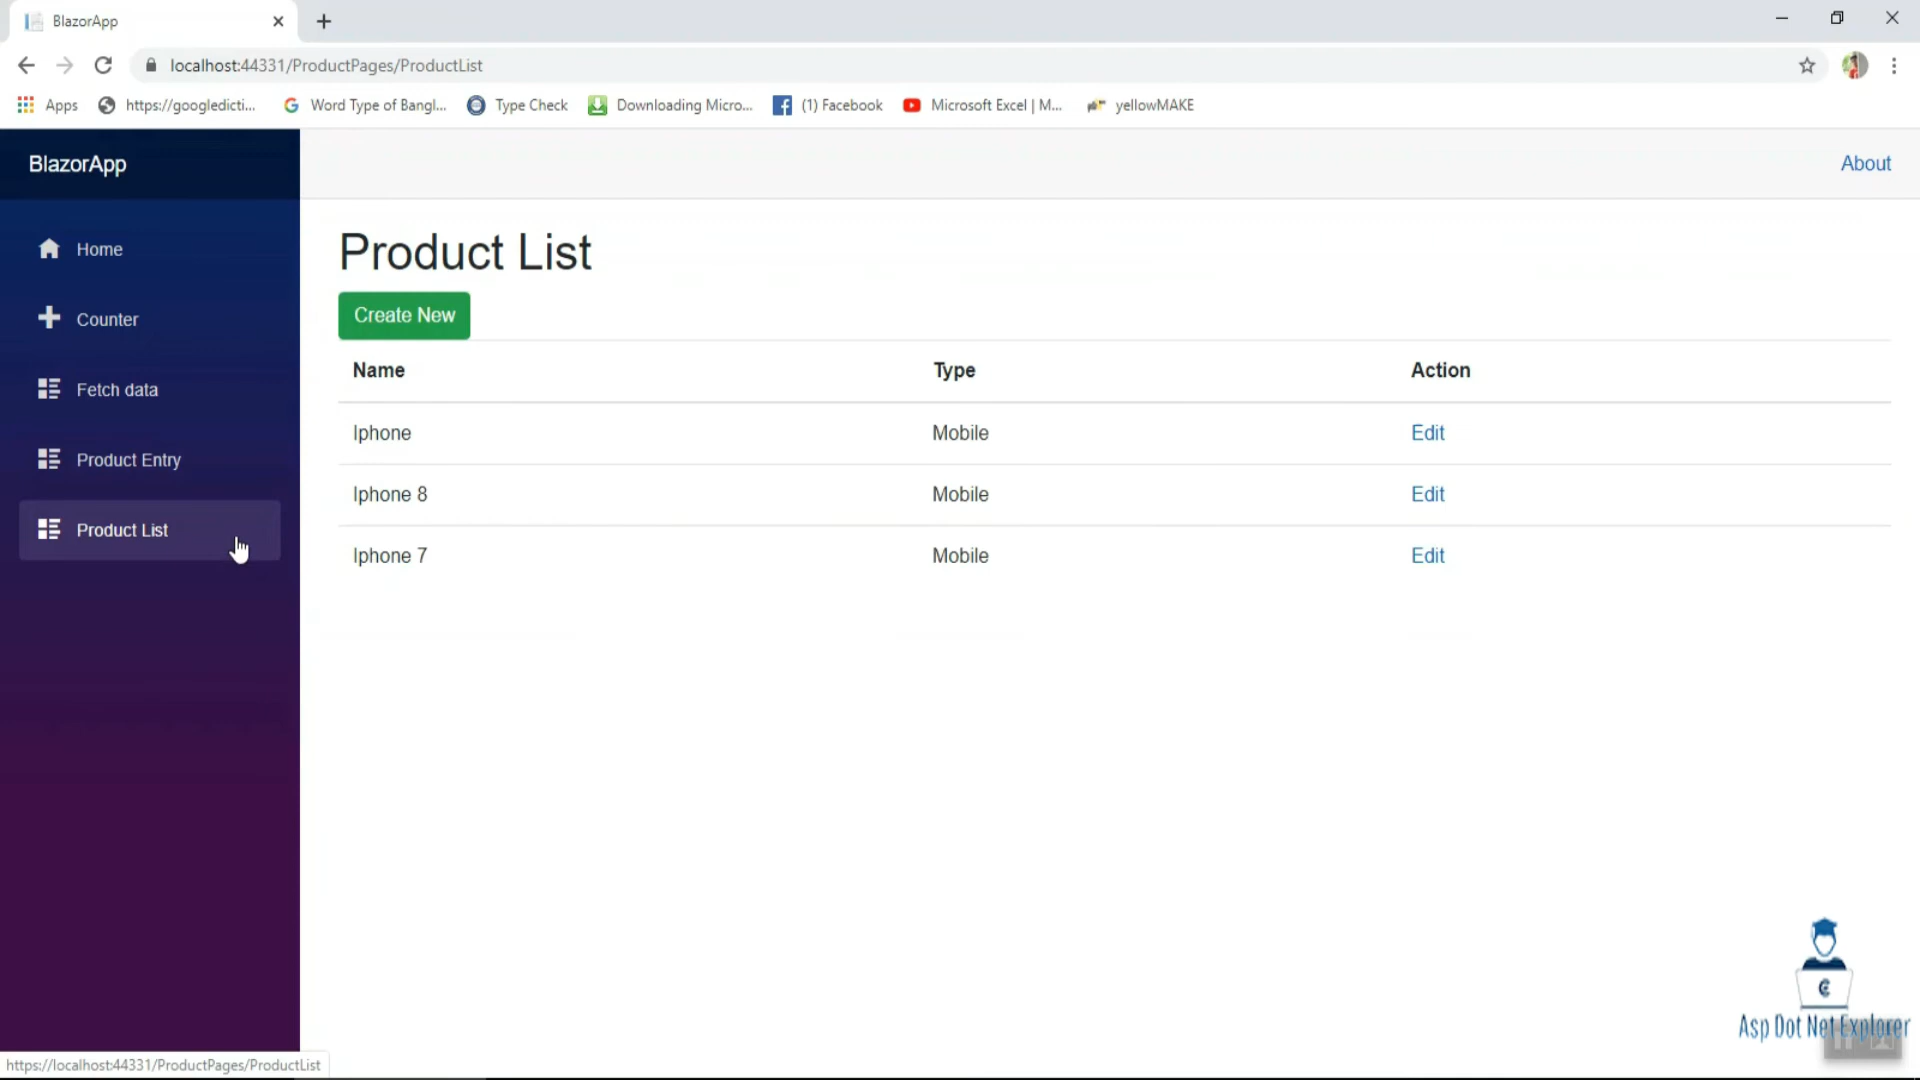 BlazorApp
localhost:44331/ProductPages/ProductList
Apps https://googledicti... Word Type of Bangl... Type Check Downloading Micro... (1) Facebook Microsoft Excel | M... yellowMAKE
BlazorApp
About
Home
Counter
Fetch data
Product Entry
Product List
Product List
Create New
Name Type Action
Iphone Mobile Edit
Iphone 8 Mobile Edit
Iphone 7 Mobile Edit
Asp Dot Net Explorer
https://localhost:44331/ProductPages/ProductList